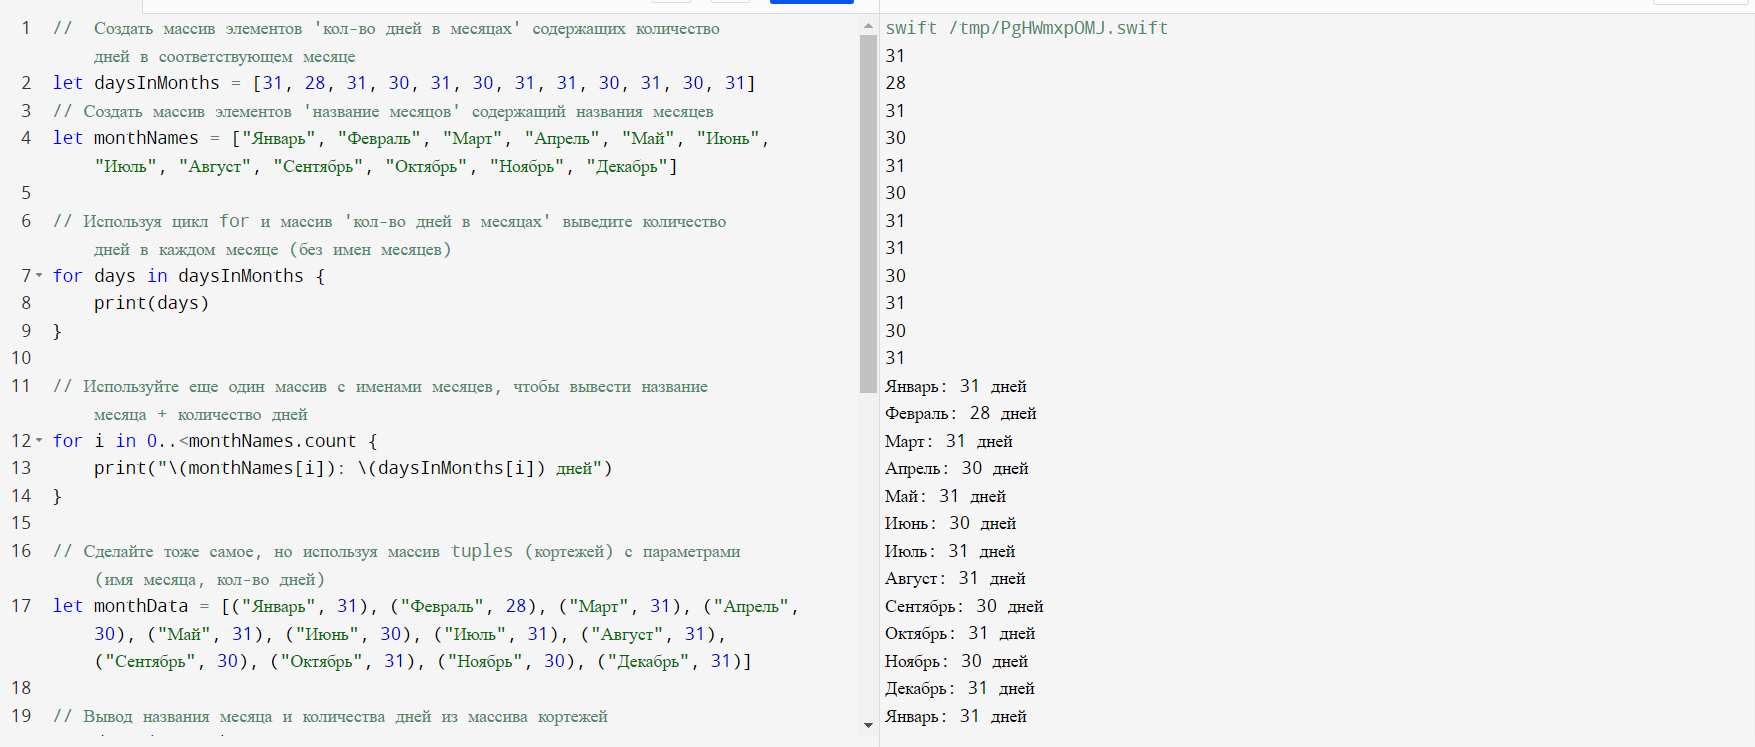 1 //  Создать массив элементов 'кол-во дней в месяцах' содержащих количество
дней в соответствующем месяце
2 let daysInMonths = [31, 28, 31, 30, 31, 30, 31, 31, 30, 31, 30, 31]
3 // Создать массив элементов 'название месяцов' содержащий названия месяцев
4 let monthNames = ["Январь", "Февраль", "Март", "Апрель", "Май", "Июнь",
"Июль", "Август", "Сентябрь", "Октябрь", "Ноябрь", "Декабрь"]
5
6 // Используя цикл for и массив 'кол-во дней в месяцах' выведите количество
дней в каждом месяце (без имен месяцев)
7 for days in daysInMonths {
8 print(days)
9 }
10
11 // Используйте еще один массив с именами месяцев, чтобы вывести название
месяца + количество дней
12 for i in 0..<monthNames.count {
13 print("\(monthNames[i]): \(daysInMonths[i]) дней")
14 }
15
16 // Сделайте тоже самое, но используя массив tuples (кортежей) с параметрами
(имя месяца, кол-во дней)
17 let monthData = [("Январь", 31), ("Февраль", 28), ("Март", 31), ("Апрель",
30), ("Май", 31), ("Июнь", 30), ("Июль", 31), ("Август", 31),
("Сентябрь", 30), ("Октябрь", 31), ("Ноябрь", 30), ("Декабрь", 31)]
18
19 // Вывод названия месяца и количества дней из массива кортежей
swift /tmp/PgHWmxpOMJ.swift
31
28
31
30
31
30
31
31
30
31
30
31
Январь: 31 дней
Февраль: 28 дней
Март: 31 дней
Апрель: 30 дней
Май: 31 дней
Июнь: 30 дней
Июль: 31 дней
Август: 31 дней
Сентябрь: 30 дней
Октябрь: 31 дней
Ноябрь: 30 дней
Декабрь: 31 дней
Январь: 31 дней